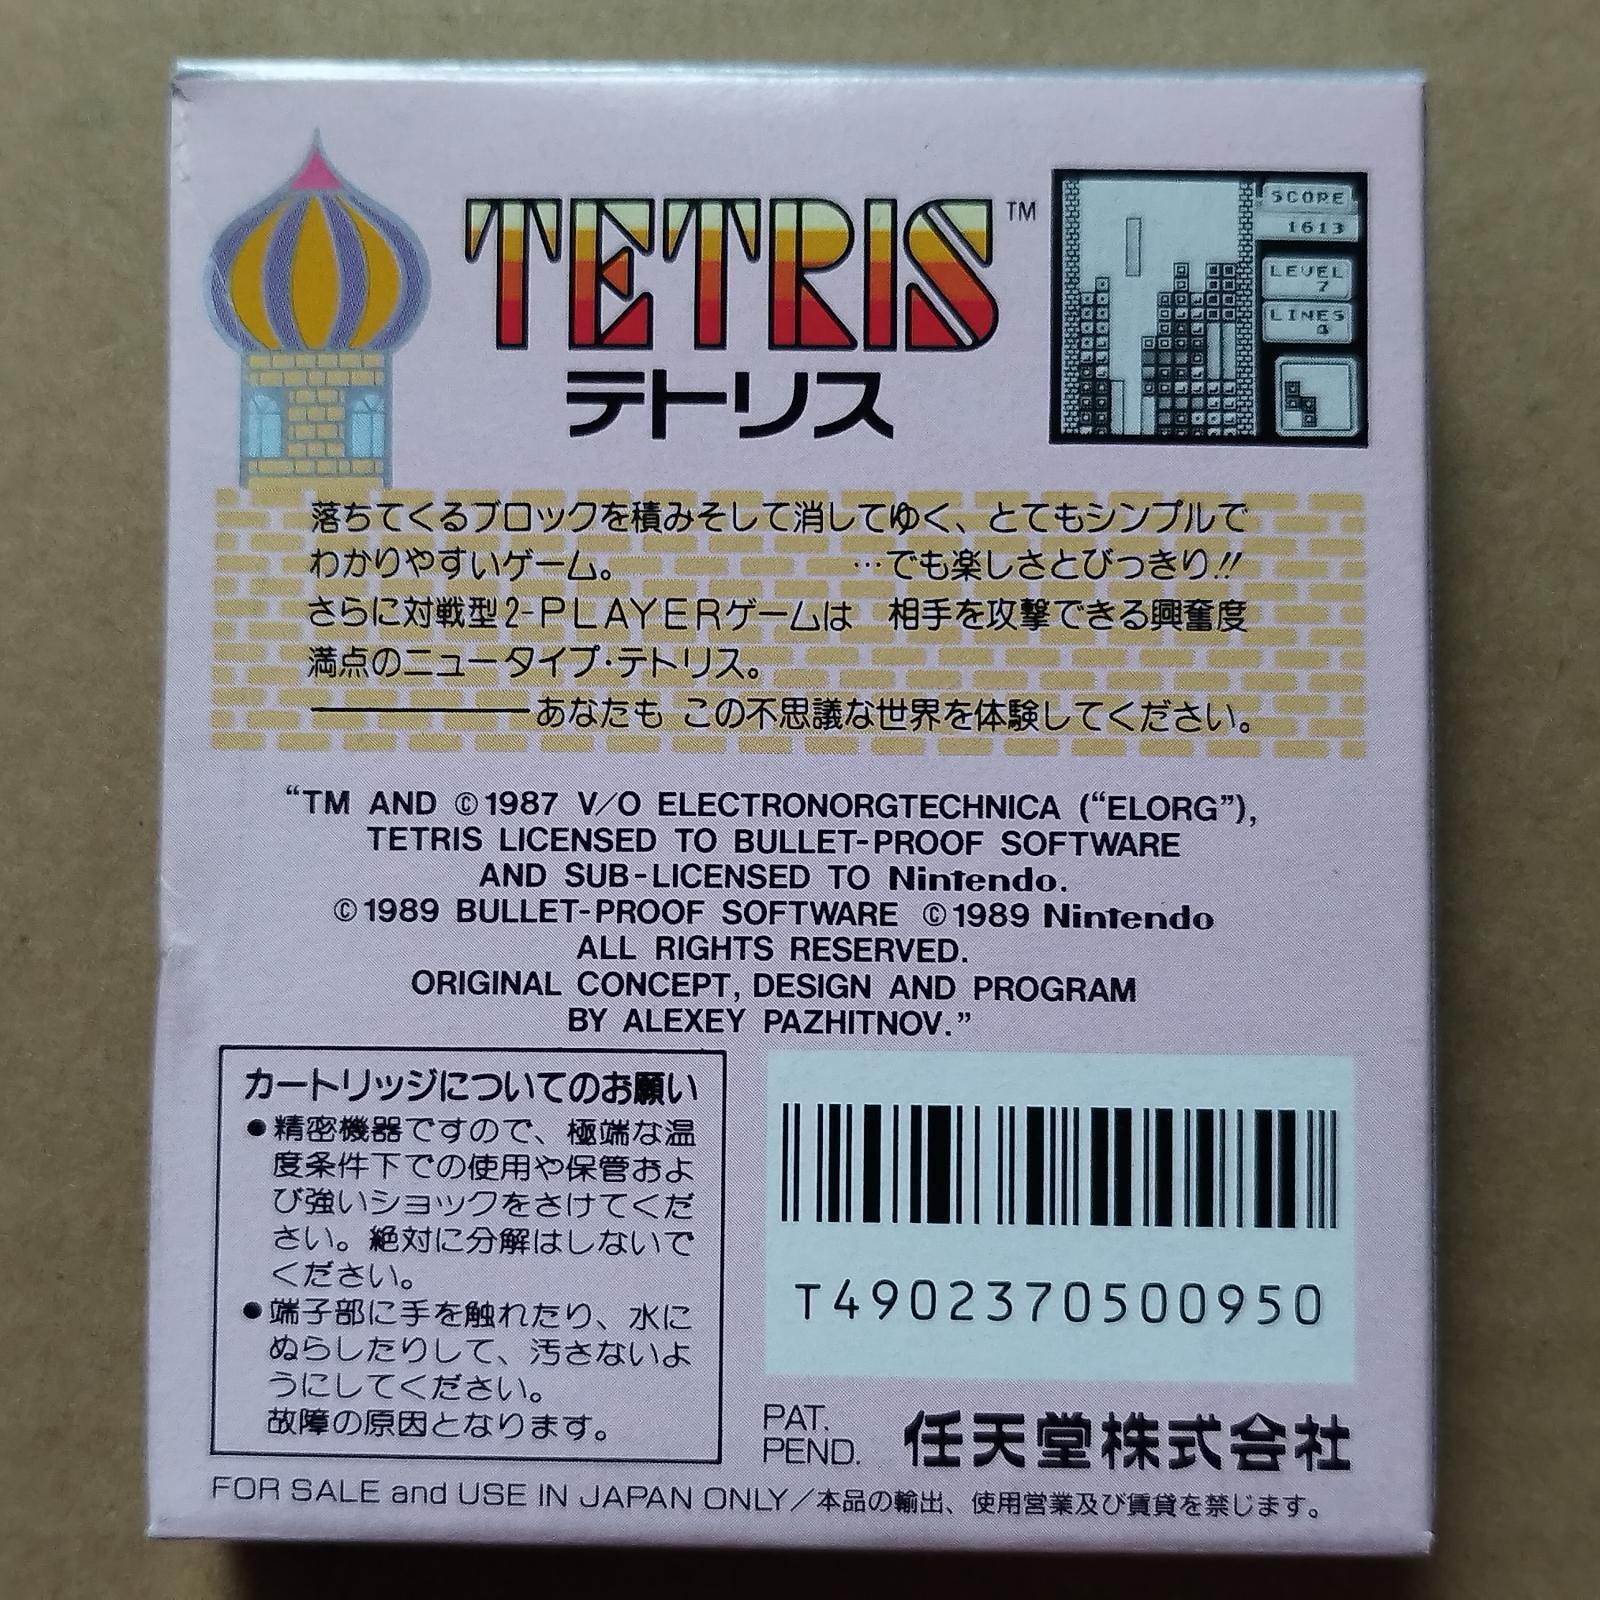 TETRIS™
テトリス
SCORE
1613
LEVEL
7
LINES
4
落ちてくるブロックを積みそして消してゆく、とてもシンプルで
わかりやすいゲーム。 …でも楽しさとびっきり!!
さらに対戦型2-PLAYERゲームは 相手を攻撃できる興奮度
満点のニュータイプ・テトリス。
————あなたも この不思議な世界を体験してください。
“TM AND ©1987 V/O ELECTRONORGTECHNICA (“ELORG”),
TETRIS LICENSED TO BULLET-PROOF SOFTWARE
AND SUB-LICENSED TO Nintendo.
©1989 BULLET-PROOF SOFTWARE ©1989 Nintendo
ALL RIGHTS RESERVED.
ORIGINAL CONCEPT, DESIGN AND PROGRAM
BY ALEXEY PAZHITNOV.”
カートリッジについてのお願い
●精密機器ですので、極端な温
度条件下での使用や保管およ
び強いショックをさけてくだ
さい。絶対に分解はしないで
ください。
●端子部に手を触れたり、水に
ぬらしたりして、汚さないよ
うにしてください。
故障の原因となります。
T4902370500950
PAT.
PEND.
任天堂株式会社
FOR SALE and USE IN JAPAN ONLY/本品の輸出、使用営業及び賃貸を禁じます。